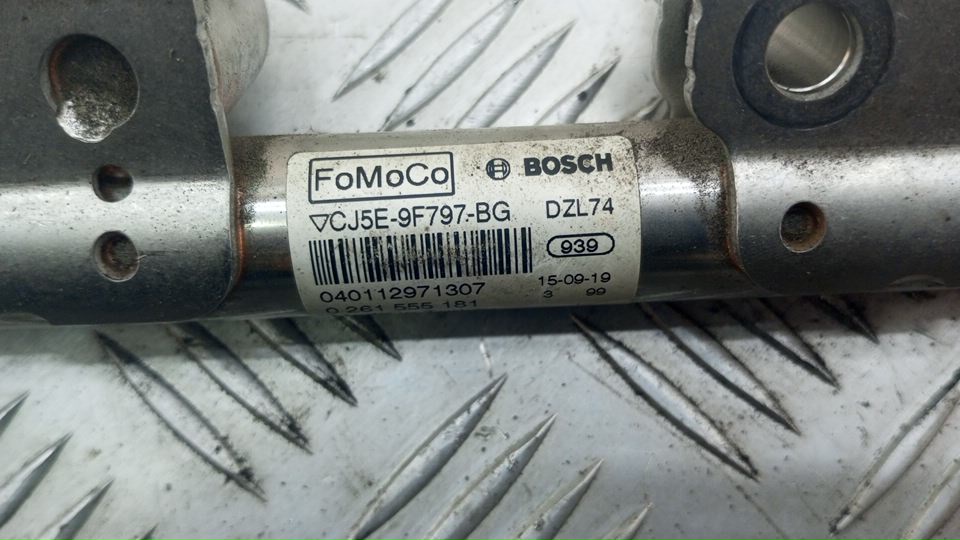 FoMoCo BOSCH
▽CJ5E-9F797-BG DZL74
939
040112971307 15-09-19
0 261 555 181 3 99